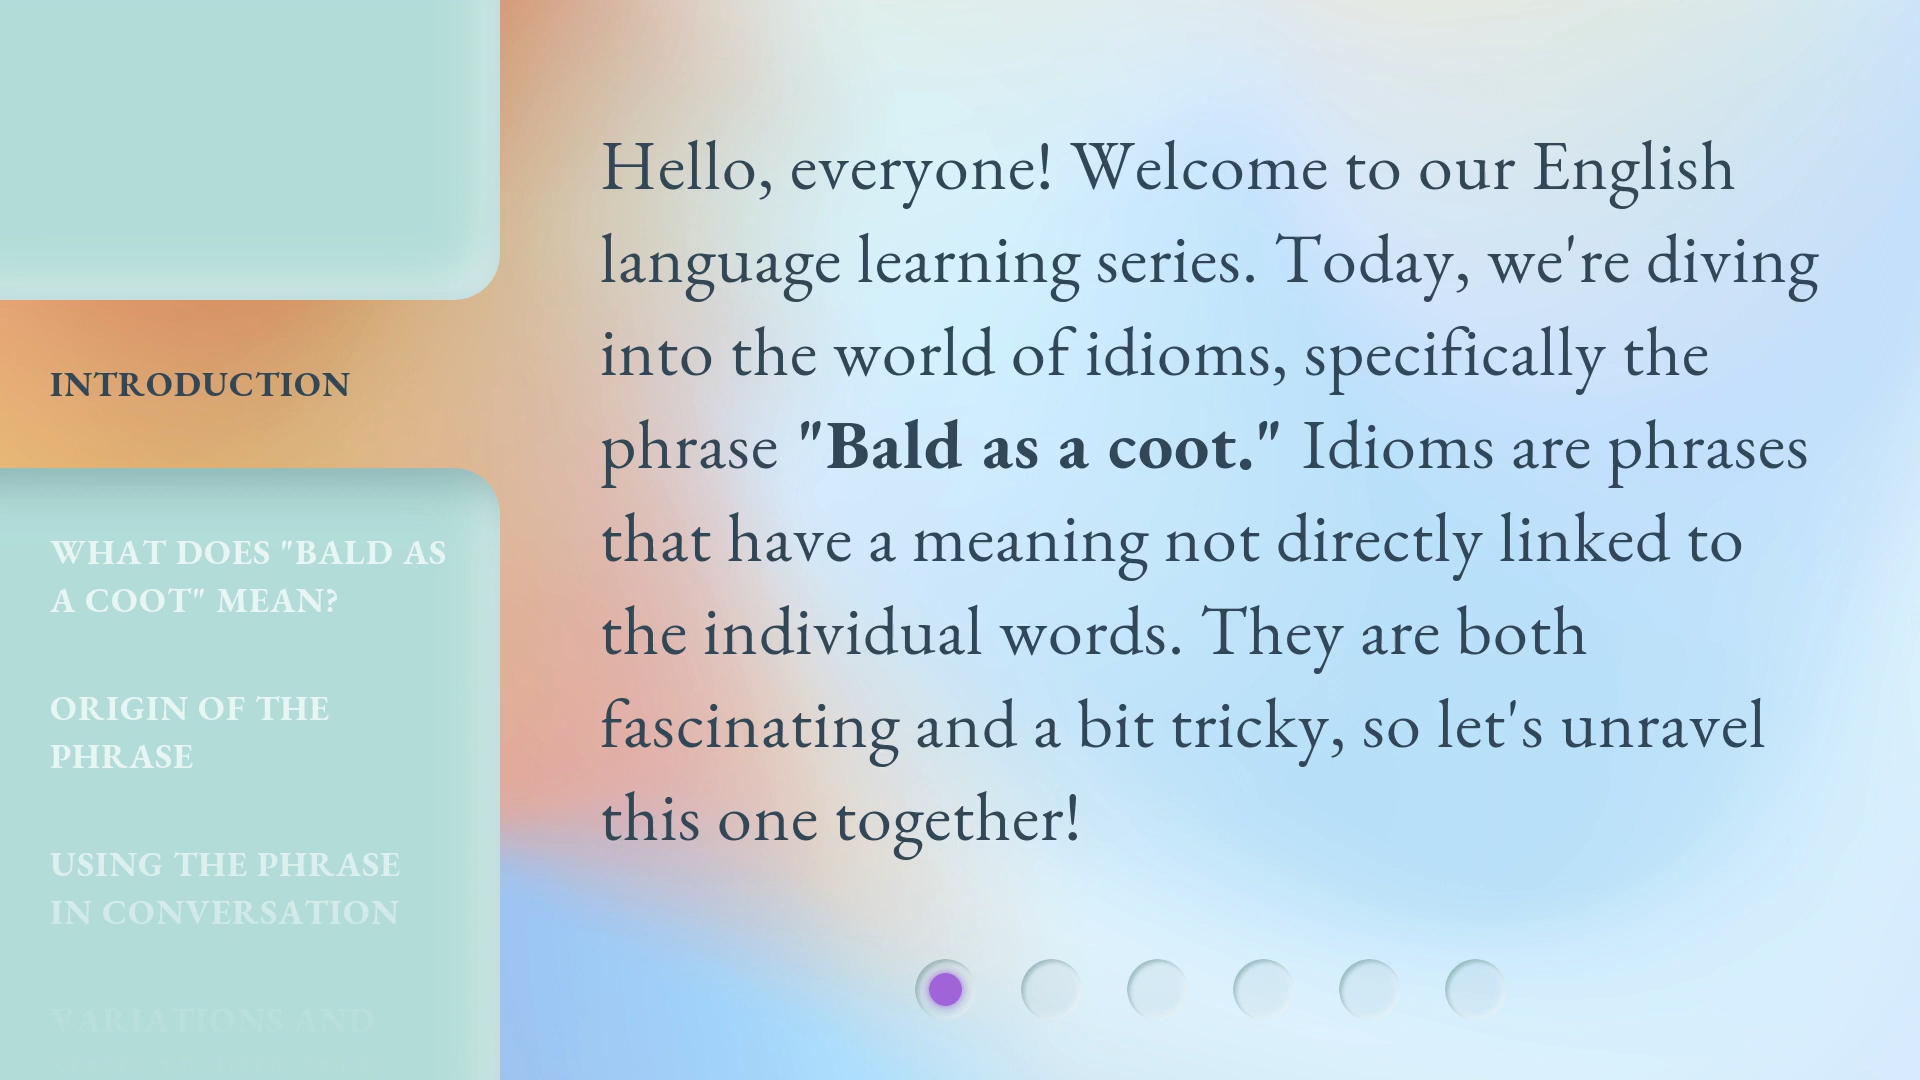 INTRODUCTION
WHAT DOES "BALD AS
A COOT" MEAN?
ORIGIN OF THE
PHRASE
USING THE PHRASE
IN CONVERSATION
VARIATIONS AND
Hello, everyone! Welcome to our English
language learning series. Today, we're diving
into the world of idioms, specifically the
phrase "Bald as a coot." Idioms are phrases
that have a meaning not directly linked to
the individual words. They are both
fascinating and a bit tricky, so let's unravel
this one together!